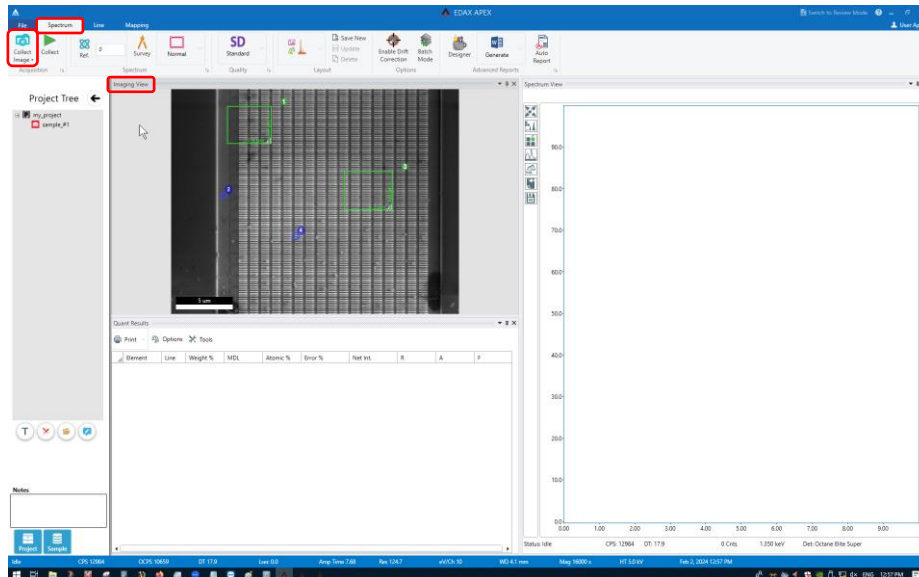 EDAX APEX
Switch to Review Mode
File Spectrum Line Mapping
User
Collect Image Collect Ref. 0 Survey Normal SD Standard Save New Update Delete Enable Drift Correction Batch Mode Designer Generate Auto Report
Acquisition Spectrum Quality Layout Options Advanced Reports
Imaging View Spectrum View
Project Tree
my_project
sample_#1
1
3
2
4
5 um
90.0
80.0
70.0
60.0
50.0
40.0
30.0
20.0
10.0
0.0
0.00 1.00 2.00 3.00 4.00 5.00 6.00 7.00 8.00 9.00
Quant Results
Print Options Tools
Element Line Weight % MDL Atomic % Error % Net Int. R A F
T
Notes
Project Sample
Status Idle CPS: 12984 DT: 17.9 0 Cnts 1.350 keV Det: Octane Elite Super
Idle CPS 12984 OCPS 10659 DT 17.9 Lsec 0.0 Amp Time 7.68 Res 124.7 eV/Ch 10 WD 4.1 mm Mag 16000 x HT 5.0 kV Feb 2, 2024 12:57 PM
ENG 12:57 PM